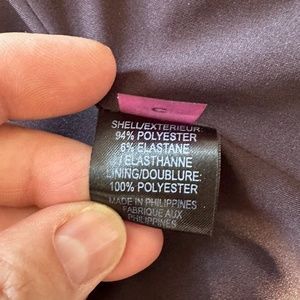 SHELL/EXTERIEUR:
94% POLYESTER
6% ELASTANE
/ ELASTHANNE
LINING/DOUBLURE:
100% POLYESTER
MADE IN PHILIPPINES
FABRIQUE AUX
PHILIPPINES